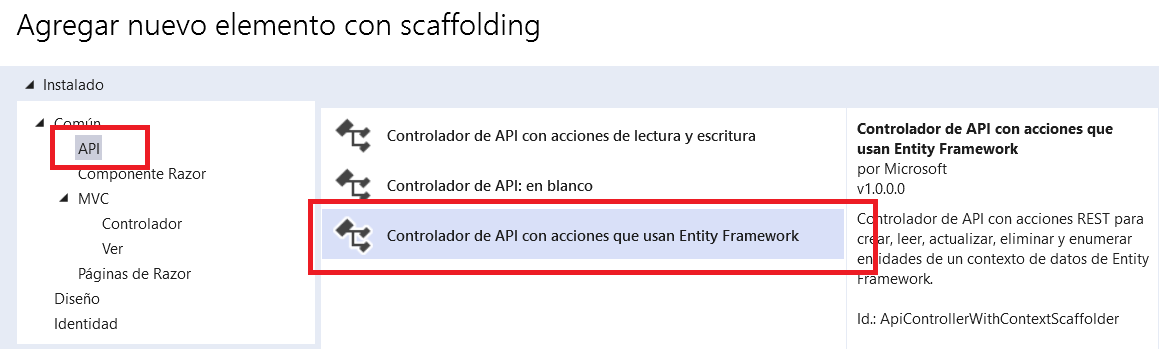 Agregar nuevo elemento con scaffolding
Instalado
Común
API
Componente Razor
MVC
Controlador
Ver
Páginas de Razor
Diseño
Identidad
Controlador de API con acciones de lectura y escritura
Controlador de API: en blanco
Controlador de API con acciones que usan Entity Framework
Controlador de API con acciones que
usan Entity Framework
por Microsoft
v1.0.0.0
Controlador de API con acciones REST para
crear, leer, actualizar, eliminar y enumerar
entidades de un contexto de datos de Entity
Framework.
Id.: ApiControllerWithContextScaffolder